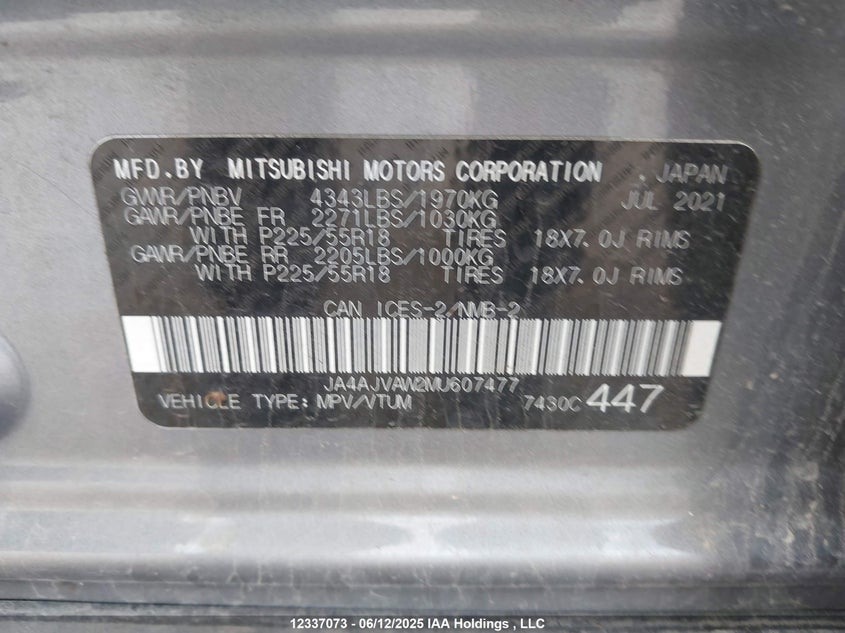 MFD.BY MITSUBISHI MOTORS CORPORATION . JAPAN
GVWR/PNBV 4343LBS/1970KG JUL 2021
GAWR/PNBE FR 2271LBS/1030KG
WITH P225/55R18 TIRES 18X7.0J RIMS
GAWR/PNBE RR 2205LBS/1000KG
WITH P225/55R18 TIRES 18X7.0J RIMS
CAN ICES-2/NMB-2
JA4AJVAW2MU607477
VEHICLE TYPE: MPV/VTUM 7430C 447
12337073 - 06/12/2025 IAA Holdings , LLC